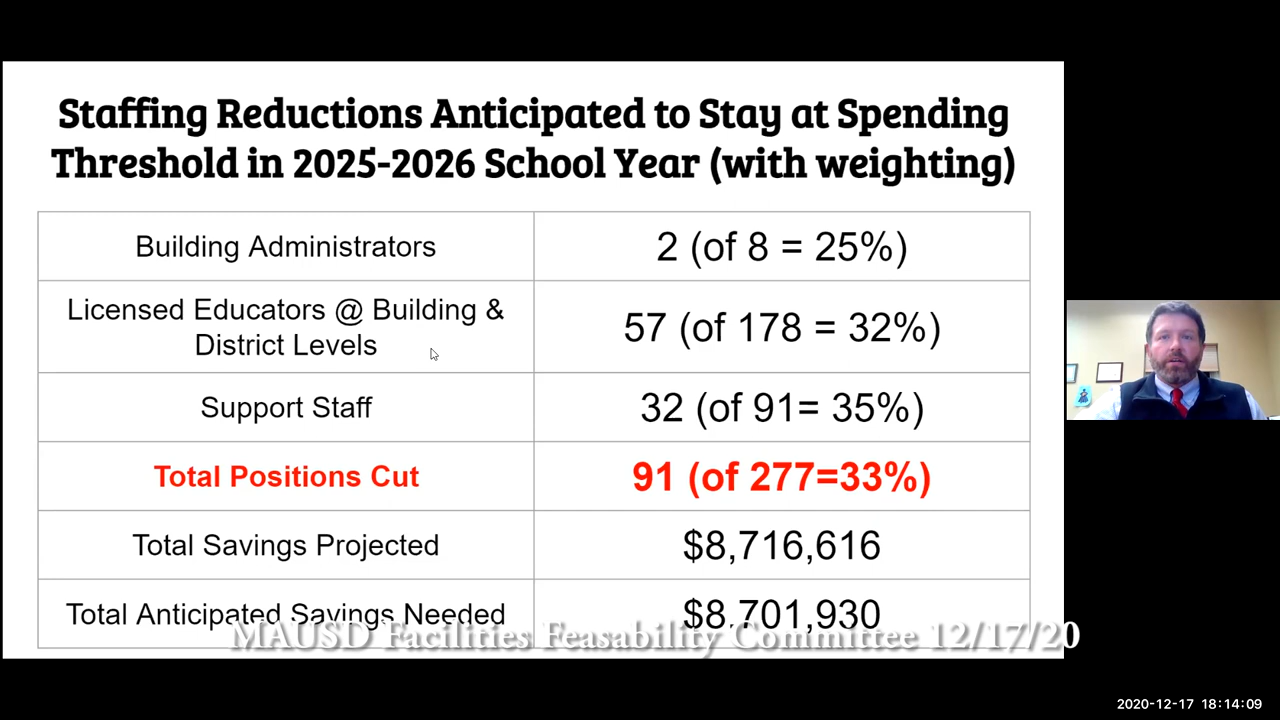 Staffing Reductions Anticipated to Stay at Spending
Threshold in 2025-2026 School Year (with weighting)
Building Administrators
2 (of 8 = 25%)
Licensed Educators @ Building &
District Levels
57 (of 178 = 32%)
Support Staff
32 (of 91= 35%)
Total Positions Cut
91 (of 277=33%)
Total Savings Projected
$8,716,616
Total Anticipated Savings Needed
$8,701,930
MAUSD Facilities Feasability Committee 12/17/20
2020-12-17 18:14:09